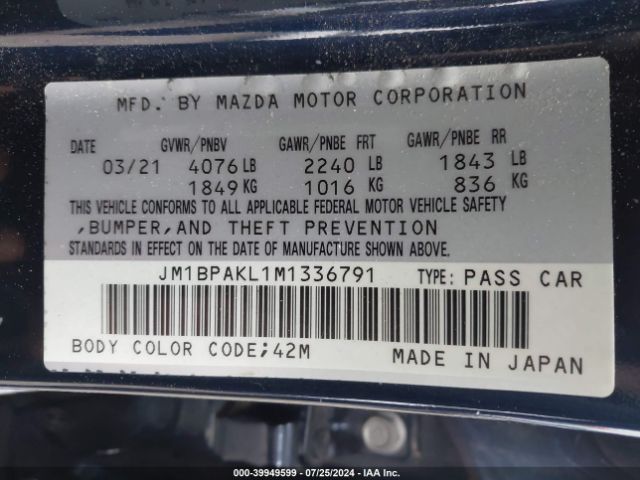 MFD. BY MAZDA MOTOR CORPORATION
DATE GVWR/PNBV GAWR/PNBE FRT GAWR/PNBE RR
03/21 4076 LB 2240 LB 1843 LB
1849 KG 1016 KG 836 KG
THIS VEHICLE CONFORMS TO ALL APPLICABLE FEDERAL MOTOR VEHICLE SAFETY
,BUMPER,AND THEFT PREVENTION
STANDARDS IN EFFECT ON THE DATE OF MANUFACTURE SHOWN ABOVE.
JM1BPAKL1M1336791 TYPE: PASS CAR
BODY COLOR CODE;42M MADE IN JAPAN
000-39949599 — 07/25/2024 — IAA Inc.